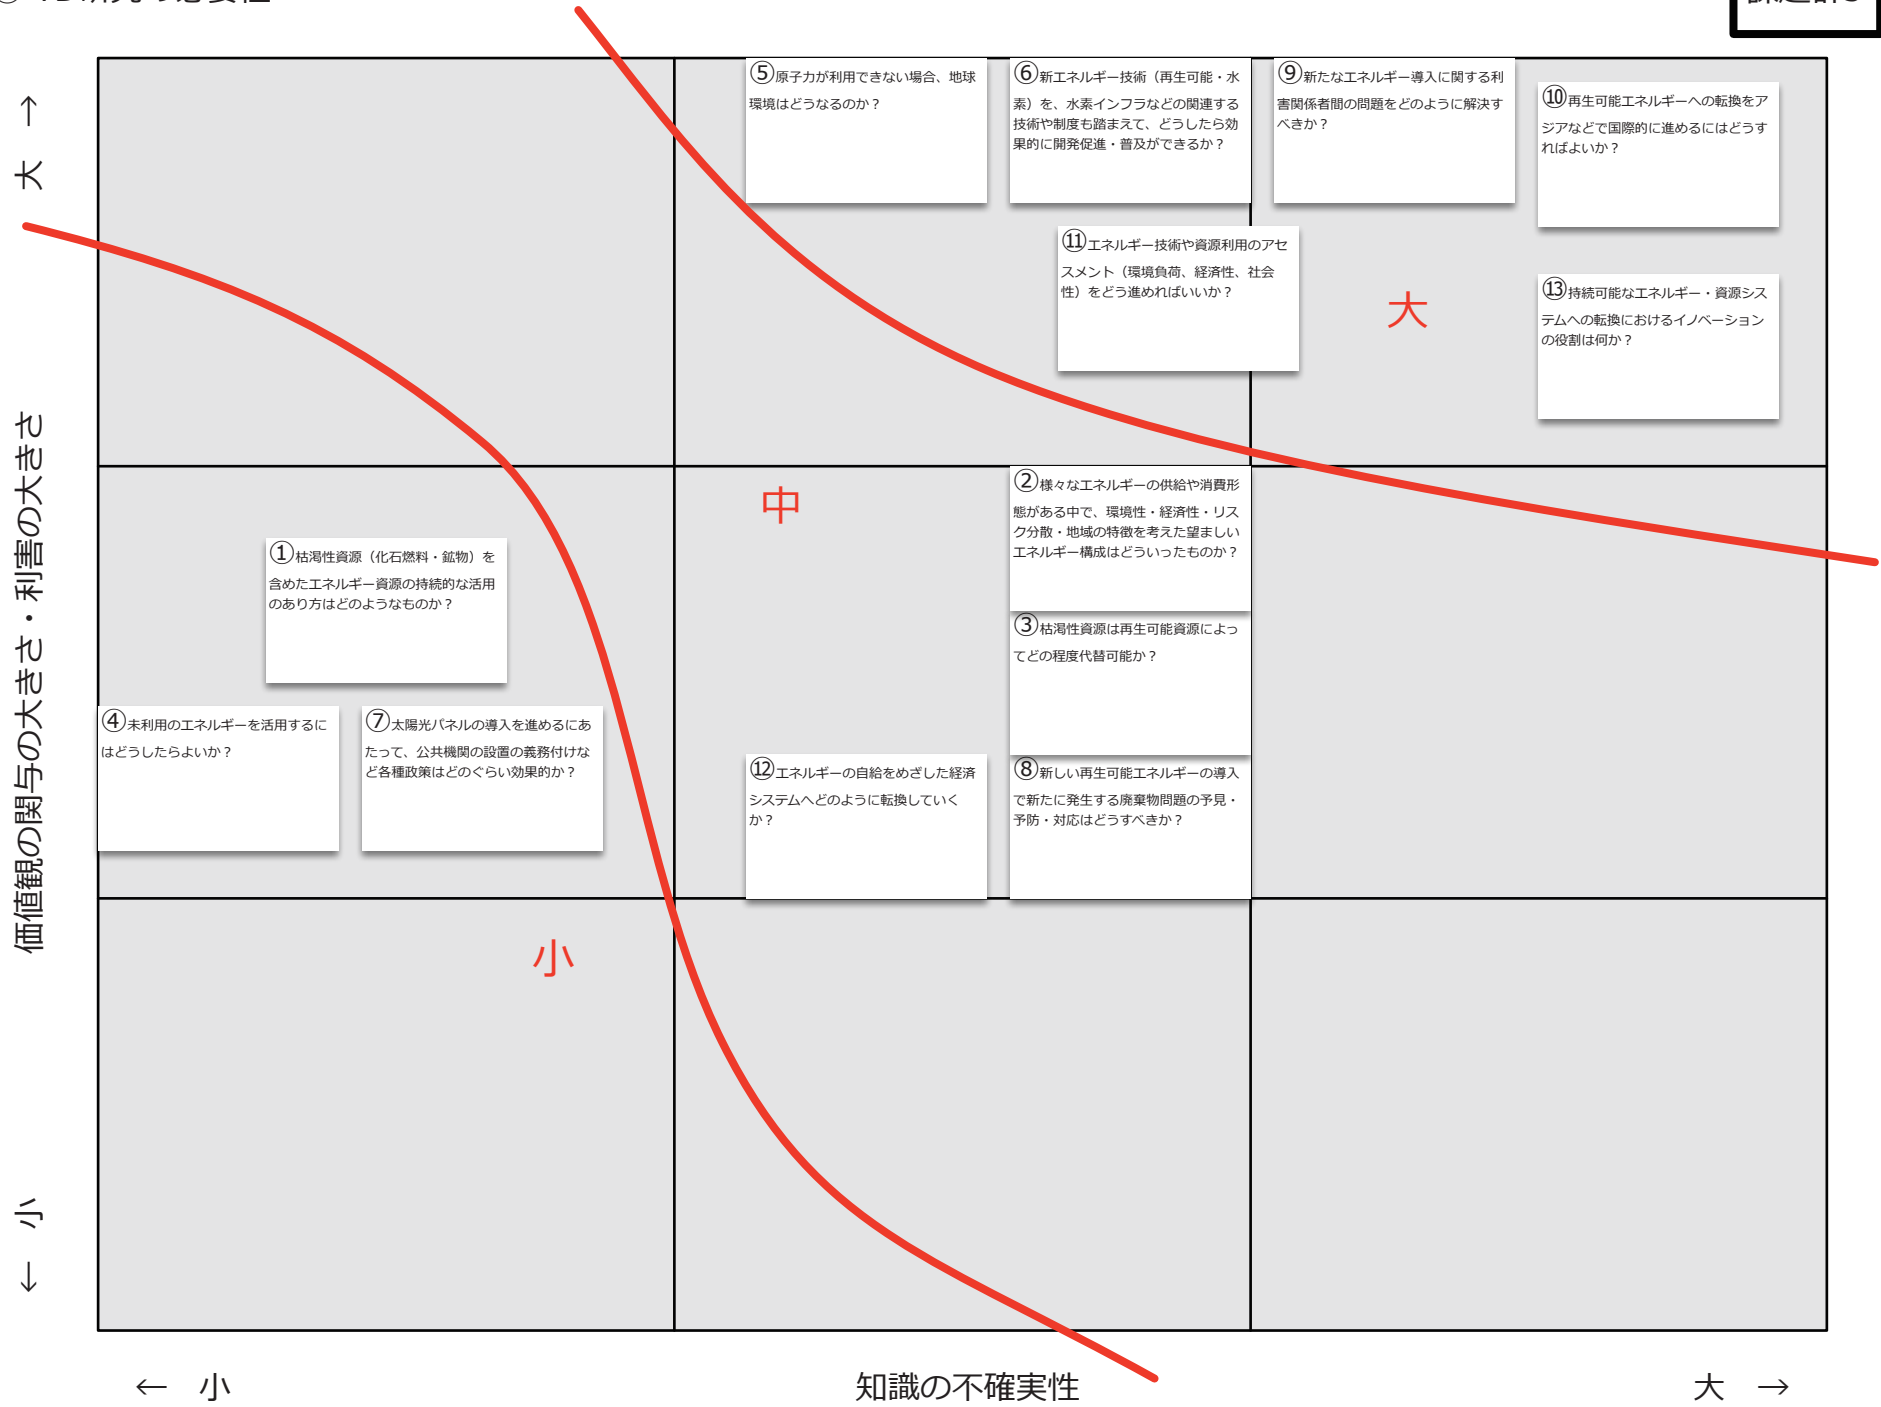 大 →
価値観の関与の大きさ・利害の大きさ
← 小
⑤原子力が利用できない場合、地球
環境はどうなるのか？
⑥新エネルギー技術（再生可能・水
素）を、水素インフラなどの関連する
技術や制度も踏まえて、どうしたら効
果的に開発促進・普及ができるか？
⑨新たなエネルギー導入に関する利
害関係者間の問題をどのように解決す
べきか？
⑩再生可能エネルギーへの転換をア
ジアなどで国際的に進めるにはどうす
ればよいか？
⑪エネルギー技術や資源利用のアセ
スメント（環境負荷、経済性、社会
性）をどう進めればいいか？
大
⑬持続可能なエネルギー・資源シス
テムへの転換におけるイノベーション
の役割は何か？
中
②様々なエネルギーの供給や消費形
態がある中で、環境性・経済性・リス
ク分散・地域の特徴を考えた望ましい
エネルギー構成はどういったものか？
①枯渇性資源（化石燃料・鉱物）を
含めたエネルギー資源の持続的な活用
のあり方はどのようなものか？
③枯渇性資源は再生可能資源によっ
てどの程度代替可能か？
④未利用のエネルギーを活用するに
はどうしたらよいか？
⑦太陽光パネルの導入を進めるにあ
たって、公共機関の設置の義務付けな
ど各種政策はどのぐらい効果的か？
⑫エネルギーの自給をめざした経済
システムへどのように転換していく
か？
⑧新しい再生可能エネルギーの導入
で新たに発生する廃棄物問題の予見・
予防・対応はどうすべきか？
小
← 小
知識の不確実性
大 →